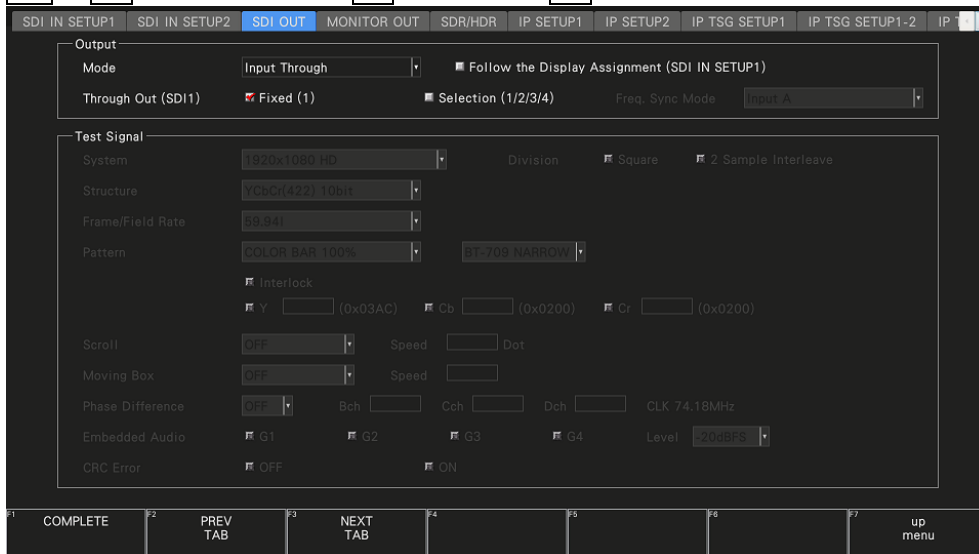 SDI IN SETUP1 SDI IN SETUP2 SDI OUT MONITOR OUT SDR/HDR IP SETUP1 IP SETUP2 IP TSG SETUP1 IP TSG SETUP1-2 IP
Output
Mode Input Through Follow the Display Assignment (SDI IN SETUP1)
Through Out (SDI1) Fixed (1) Selection (1/2/3/4) Freq. Sync Mode Input A
Test Signal
System 1920x1080 HD Division Square 2 Sample Interleave
Structure YCbCr(422) 10bit
Frame/Field Rate 59.94I
Pattern COLOR BAR 100% BT-709 NARROW
Interlock
Y (0x03AC) Cb (0x0200) Cr (0x0200)
Scroll OFF Speed Dot
Moving Box OFF Speed
Phase Difference OFF Bch Cch Dch CLK 74.18MHz
Embedded Audio G1 G2 G3 G4 Level -20dBFS
CRC Error OFF ON
F1 COMPLETE F2 PREV TAB F3 NEXT TAB F4 F5 F6 F7 up menu